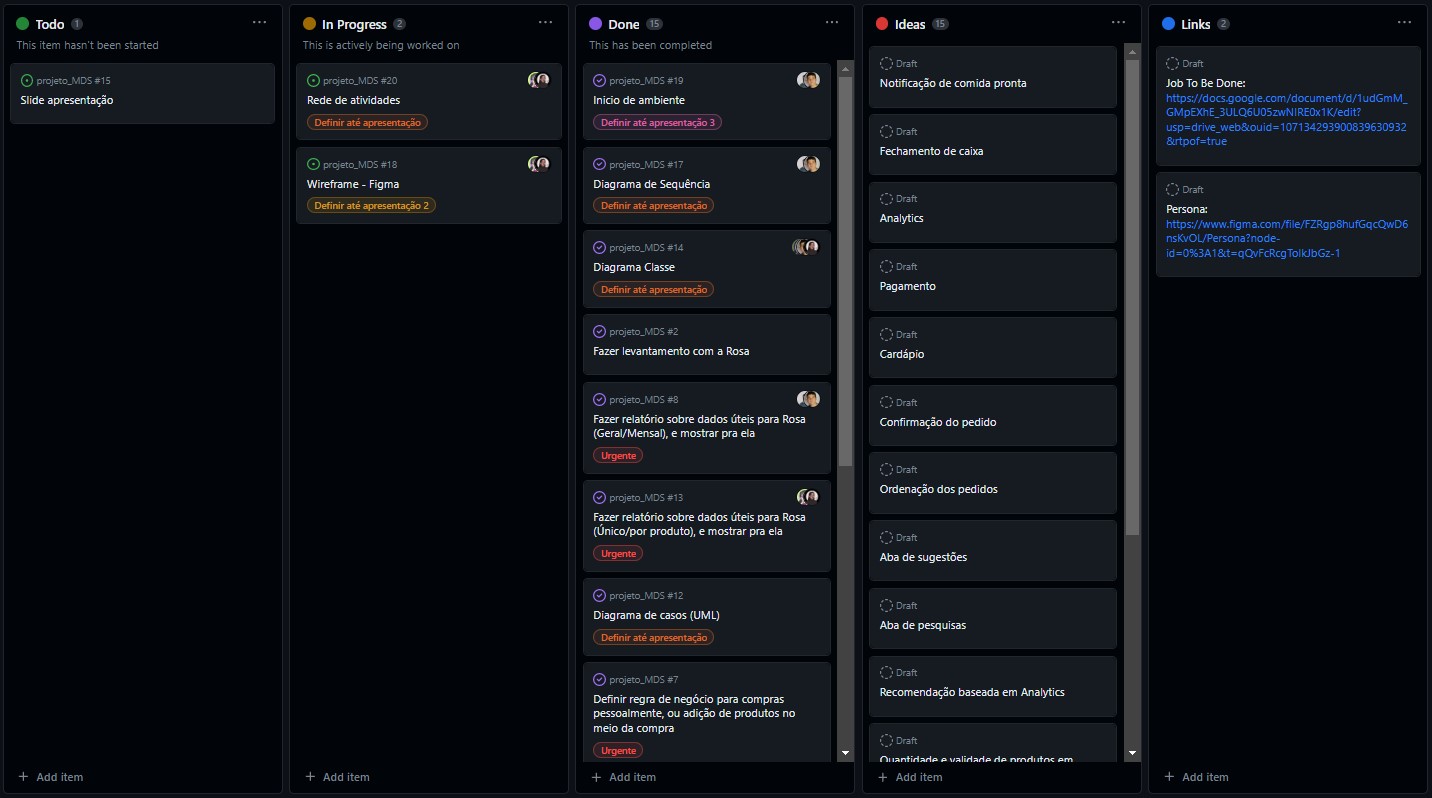 Todo 1
This item hasn't been started
projeto_MDS #15
Slide apresentação
+ Add item
In Progress 2
This is actively being worked on
projeto_MDS #20
Rede de atividades
Definir até apresentação
projeto_MDS #18
Wireframe - Figma
Definir até apresentação 2
+ Add item
Done 15
This has been completed
projeto_MDS #19
Inicio de ambiente
Definir até apresentação 3
projeto_MDS #17
Diagrama de Sequência
Definir até apresentação
projeto_MDS #14
Diagrama Classe
Definir até apresentação
projeto_MDS #2
Fazer levantamento com a Rosa
projeto_MDS #8
Fazer relatório sobre dados úteis para Rosa
(Geral/Mensal), e mostrar pra ela
Urgente
projeto_MDS #13
Fazer relatório sobre dados úteis para Rosa
(Único/por produto), e mostrar pra ela
Urgente
projeto_MDS #12
Diagrama de casos (UML)
Definir até apresentação
projeto_MDS #7
Definir regra de negócio para compras
pessoalmente, ou adição de produtos no
meio da compra
Urgente
+ Add item
Ideas 15
Draft
Notificação de comida pronta
Draft
Fechamento de caixa
Draft
Analytics
Draft
Pagamento
Draft
Cardápio
Draft
Confirmação do pedido
Draft
Ordenação dos pedidos
Draft
Aba de sugestões
Draft
Aba de pesquisas
Draft
Recomendação baseada em Analytics
Draft
Quantidade e validade de produtos em
+ Add item
Links 2
Draft
Job To Be Done:
https://docs.google.com/document/d/1udGmM_
GMpEXhE_3ULQ6U05zwNIRE0x1K/edit?
usp=drive_web&ouid=107134293900839630932
&rtpof=true
Draft
Persona:
https://www.figma.com/file/FZRgp8hufGqcQwD6
nsKvOL/Persona?node-
id=0%3A1&t=qQvFcRcgTolkJbGz-1
+ Add item